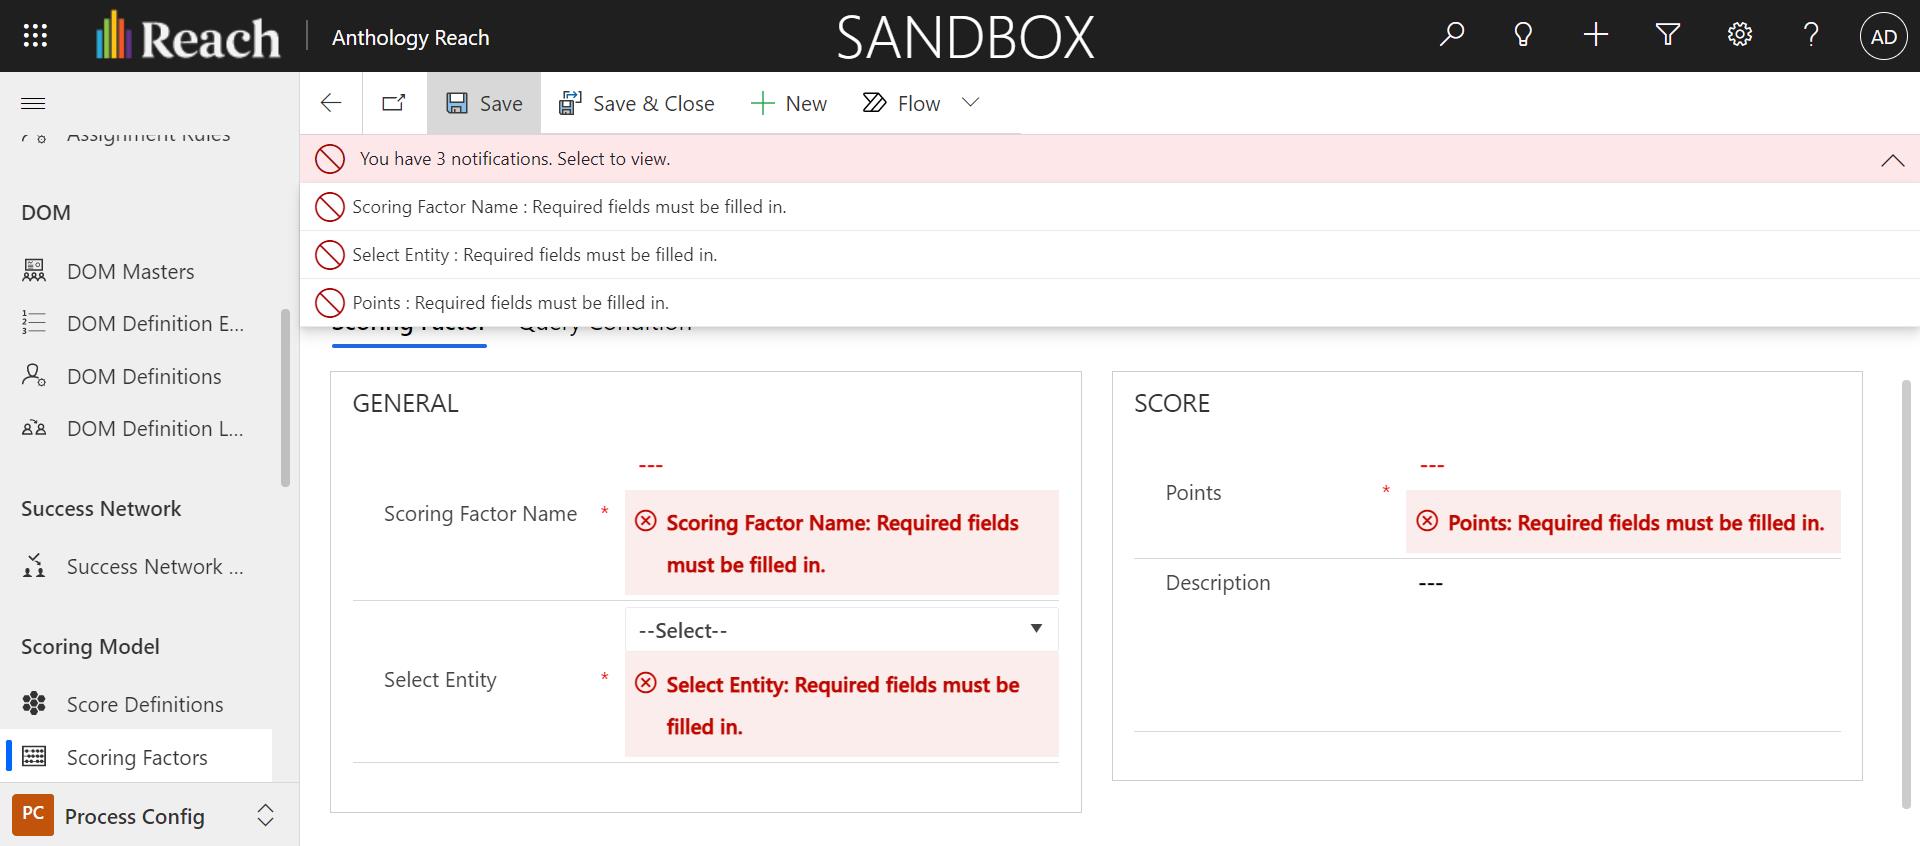 Reach
Anthology Reach
SANDBOX
AD
Save
Save & Close
New
Flow
Assignment Rules
You have 3 notifications. Select to view.
Scoring Factor Name : Required fields must be filled in.
Select Entity : Required fields must be filled in.
Points : Required fields must be filled in.
Scoring Factor
Query Condition
DOM
DOM Masters
DOM Definition E...
DOM Definitions
DOM Definition L...
Success Network
Success Network ...
Scoring Model
Score Definitions
Scoring Factors
PC
Process Config
GENERAL
---
Scoring Factor Name *
Scoring Factor Name: Required fields
must be filled in.
--Select--
Select Entity *
Select Entity: Required fields must be
filled in.
SCORE
---
Points *
Points: Required fields must be filled in.
Description
---